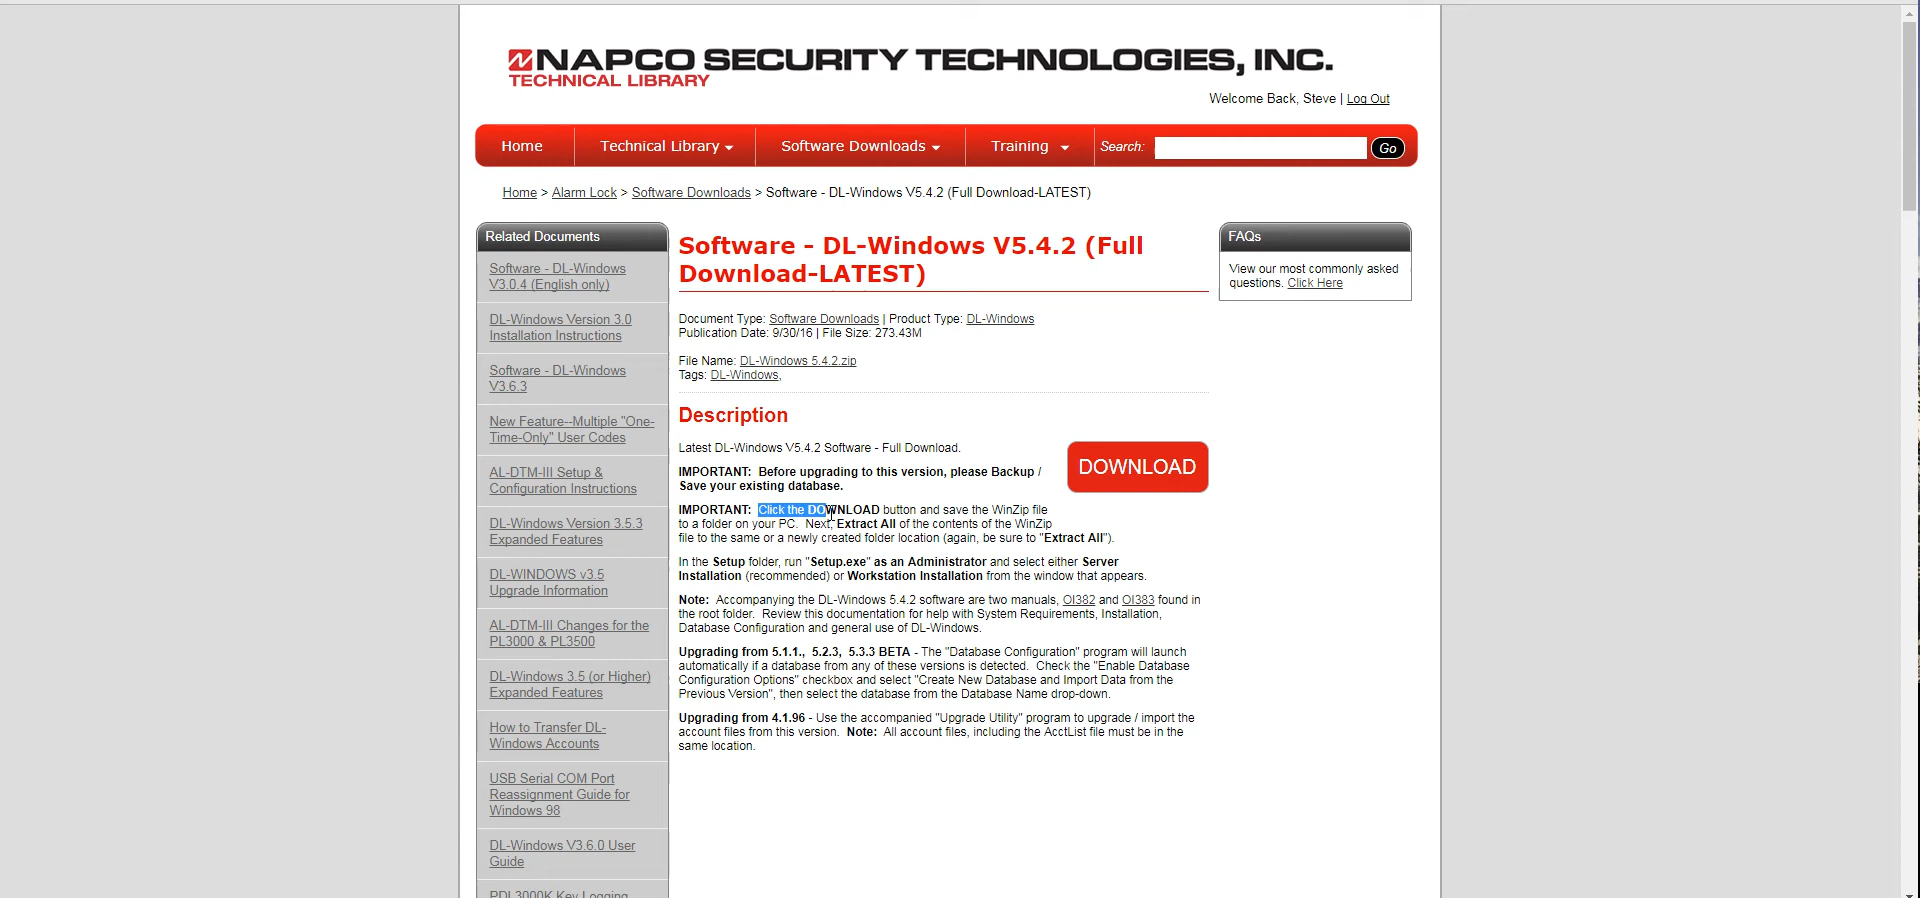 NAPCO SECURITY TECHNOLOGIES, INC.
TECHNICAL LIBRARY
Welcome Back, Steve | Log Out
Home
Technical Library
Software Downloads
Training
Search:
Go
Home > Alarm Lock > Software Downloads > Software - DL-Windows V5.4.2 (Full Download-LATEST)
Related Documents
Software - DL-Windows
V3.0.4 (English only)
DL-Windows Version 3.0
Installation Instructions
Software - DL-Windows
V3.6.3
New Feature--Multiple "One-
Time-Only" User Codes
AL-DTM-III Setup &
Configuration Instructions
DL-Windows Version 3.5.3
Expanded Features
DL-WINDOWS v3.5
Upgrade Information
AL-DTM-III Changes for the
PL3000 & PL3500
DL-Windows 3.5 (or Higher)
Expanded Features
How to Transfer DL-
Windows Accounts
USB Serial COM Port
Reassignment Guide for
Windows 98
DL-Windows V3.6.0 User
Guide
PDL3000K Key Logging
Software - DL-Windows V5.4.2 (Full
Download-LATEST)
Document Type: Software Downloads | Product Type: DL-Windows
Publication Date: 9/30/16 | File Size: 273.43M
File Name: DL-Windows 5.4.2.zip
Tags: DL-Windows,
Description
Latest DL-Windows V5.4.2 Software - Full Download.
DOWNLOAD
IMPORTANT: Before upgrading to this version, please Backup /
Save your existing database.
IMPORTANT: Click the DOWNLOAD button and save the WinZip file
to a folder on your PC. Next, Extract All of the contents of the WinZip
file to the same or a newly created folder location (again, be sure to "Extract All").
In the Setup folder, run "Setup.exe" as an Administrator and select either Server
Installation (recommended) or Workstation Installation from the window that appears.
Note: Accompanying the DL-Windows 5.4.2 software are two manuals, OI382 and OI383 found in
the root folder. Review this documentation for help with System Requirements, Installation,
Database Configuration and general use of DL-Windows.
Upgrading from 5.1.1., 5.2.3, 5.3.3 BETA - The "Database Configuration" program will launch
automatically if a database from any of these versions is detected. Check the "Enable Database
Configuration Options" checkbox and select "Create New Database and Import Data from the
Previous Version", then select the database from the Database Name drop-down.
Upgrading from 4.1.96 - Use the accompanied "Upgrade Utility" program to upgrade / import the
account files from this version. Note: All account files, including the AcctList file must be in the
same location.
FAQs
View our most commonly asked
questions. Click Here